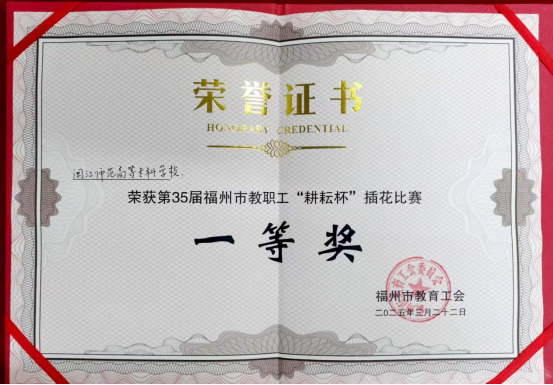 荣誉证书
HONORARY CREDENTIAL
闽江师范高等专科学校:
荣获第35届福州市教职工“耕耘杯”插花比赛
一等奖
福州市教育工会
二〇二五年三月二十二日